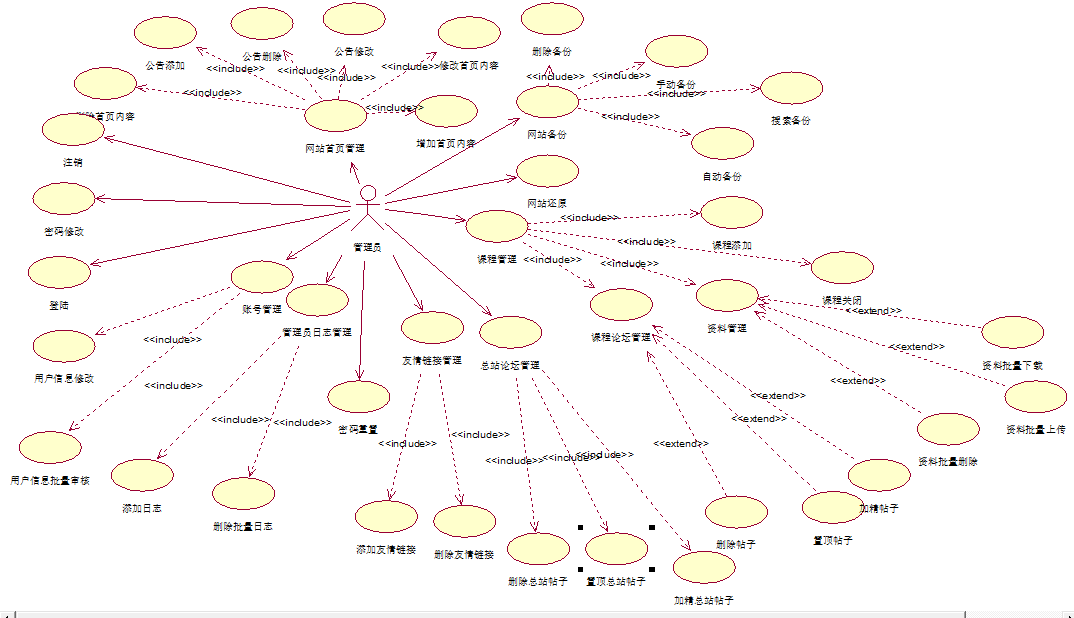 公告添加
公告删除
公告修改
修改首页内容
删除备份
<<include>>
<<include>>
<<include>>
<<include>>
<<include>>
<<include>>
手动备份
<<include>>
<<include>>
首页内容
<<include>>
增加首页内容
网站首页管理
网站备份
<<include>>
搜索备份
注销
自动备份
密码修改
管理员
网站还原
<<include>>
课程添加
课程管理
<<include>>
<<include>>
<<include>>
登陆
账号管理
管理员日志管理
课程关闭
<<extend>>
资料管理
课程论坛管理
<<include>>
用户信息修改
友情链接管理
总站论坛管理
<<extend>>
资料批量下载
<<include>>
<<extend>>
<<extend>>
密码重置
<<include>>
<<include>>
<<extend>>
资料批量上传
<<include>>
<<include>>
<<extend>>
<<include>>
<<include>>
<<include>>
资料批量删除
用户信息批量审核
添加日志
删除批量日志
加精帖子
置顶帖子
添加友情链接
删除友情链接
删除帖子
删除总站帖子
置顶总站帖子
加精总站帖子